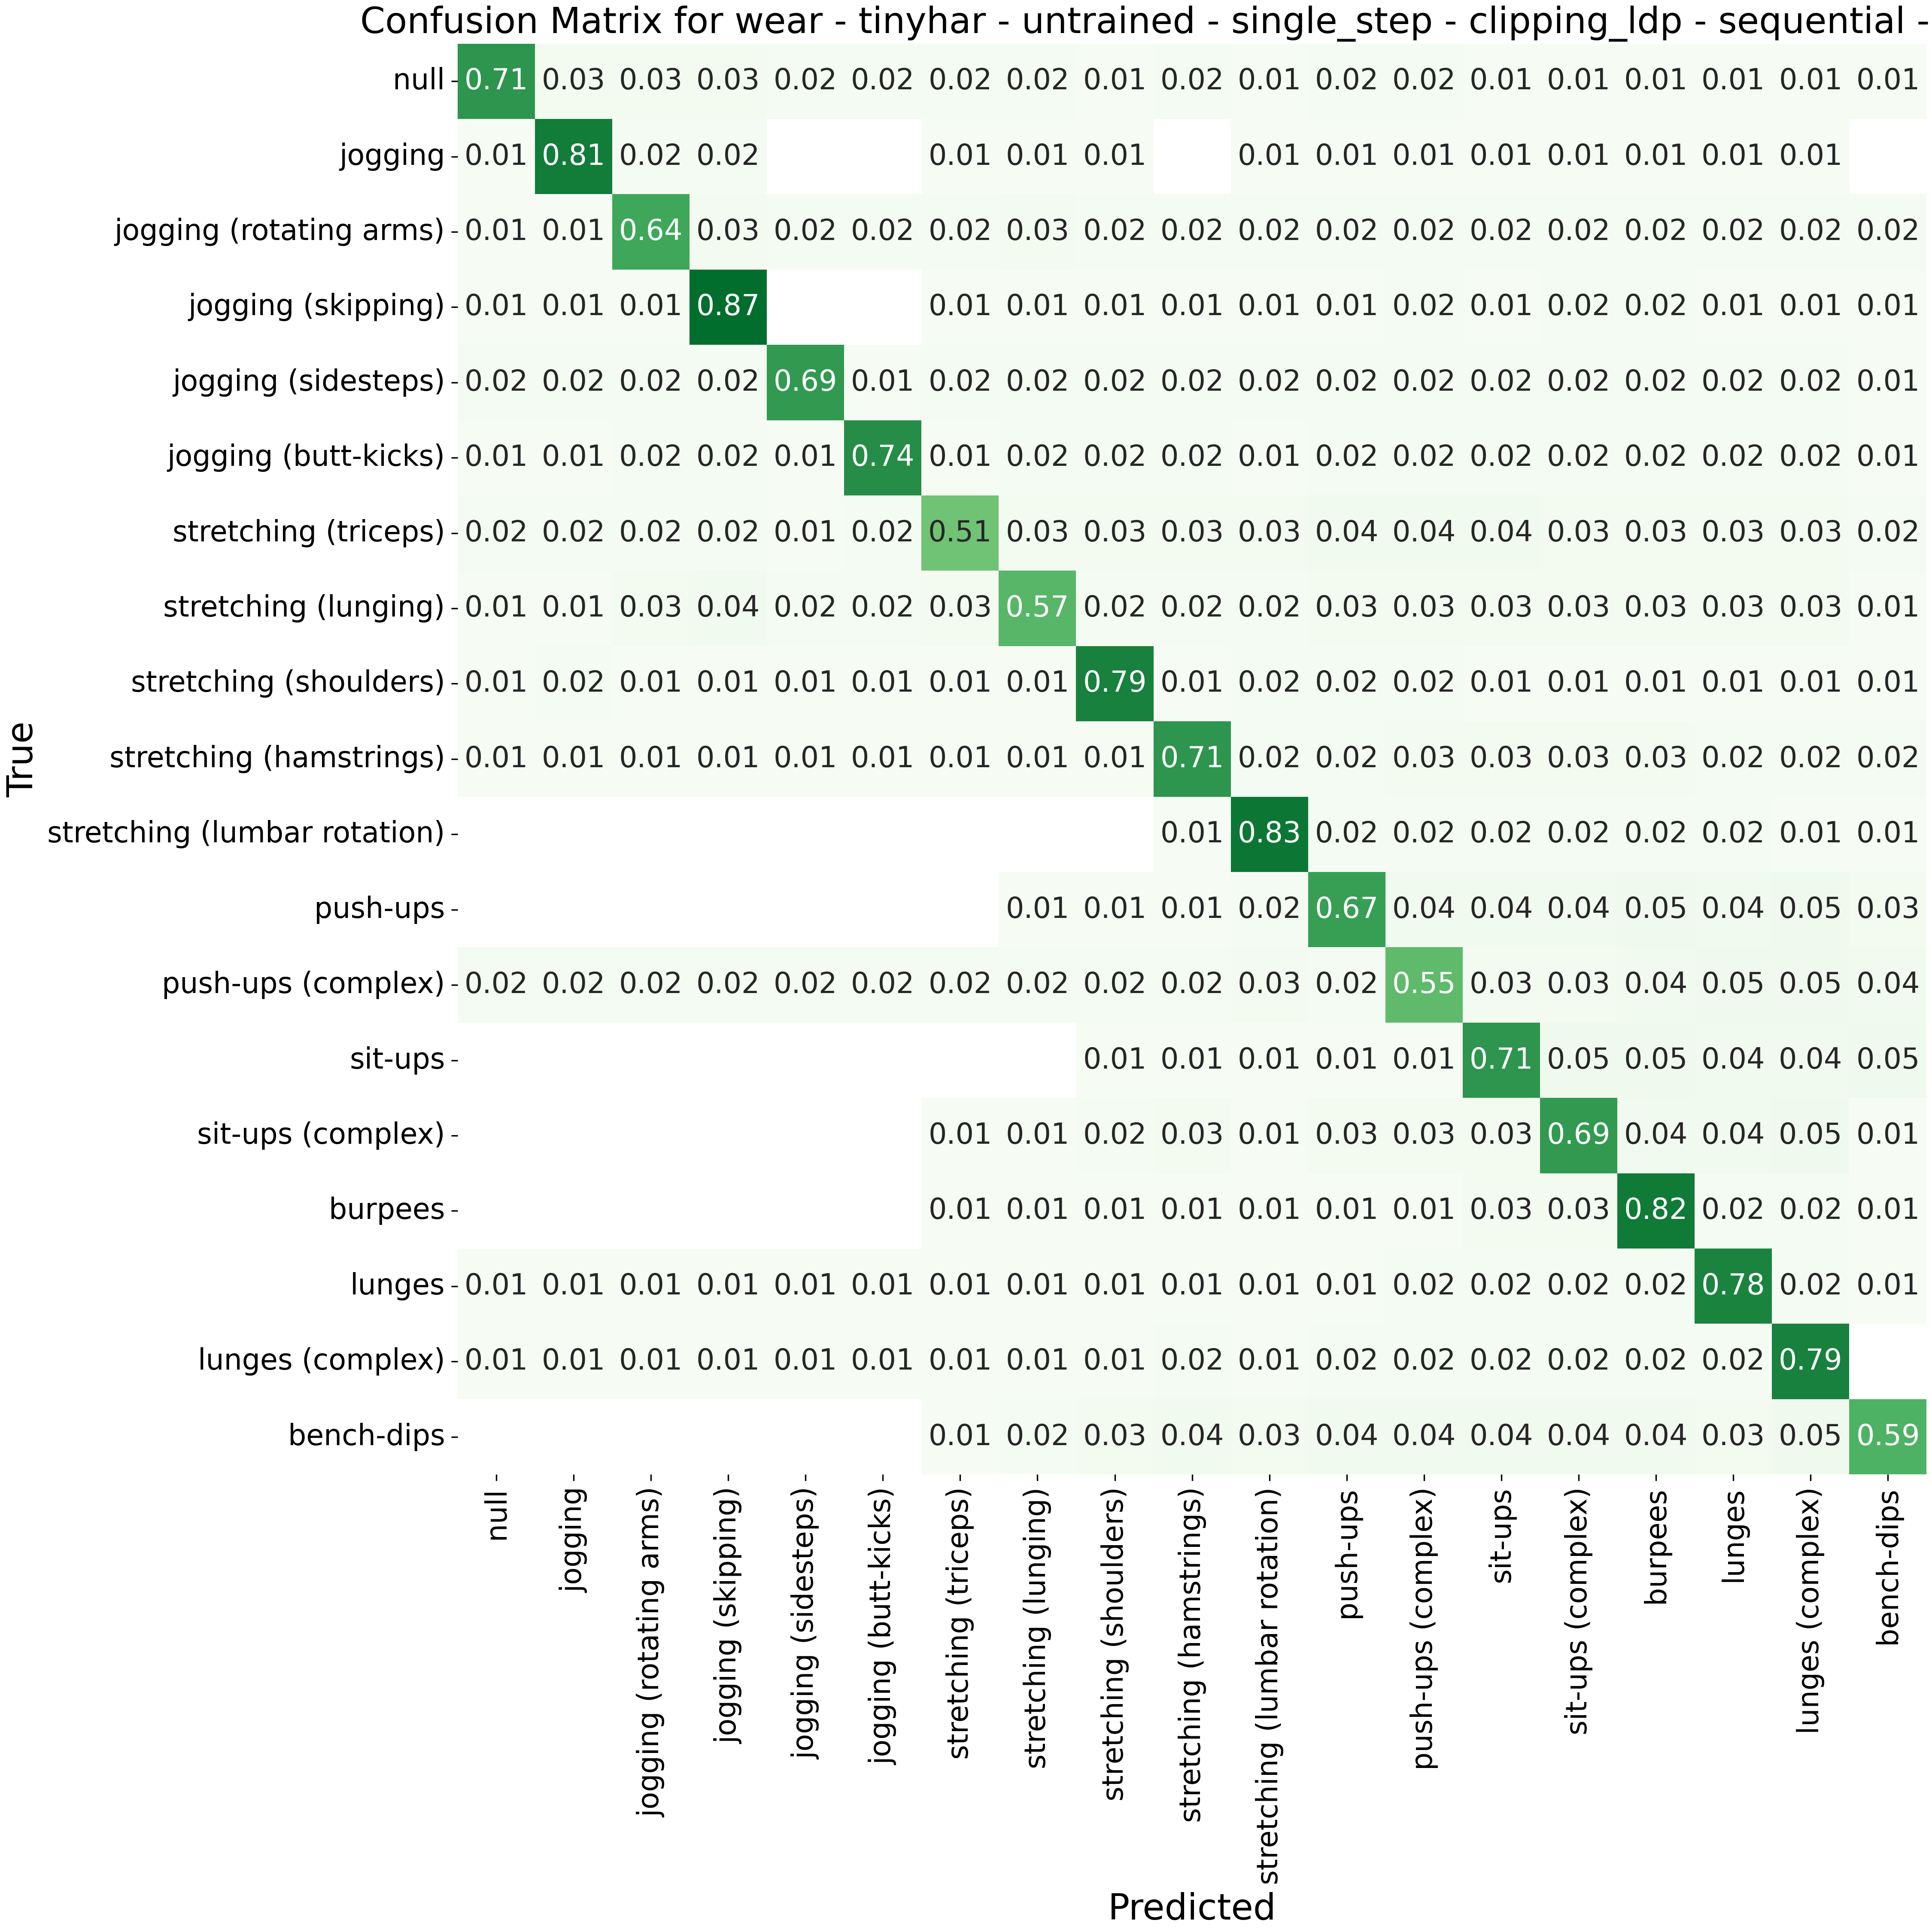 Confusion Matrix for wear - tinyhar - untrained - single_step - clipping_ldp - sequential -
True
null 0.71 0.03 0.03 0.03 0.02 0.02 0.02 0.02 0.01 0.02 0.01 0.02 0.02 0.01 0.01 0.01 0.01 0.01 0.01
jogging 0.01 0.81 0.02 0.02 0.01 0.01 0.01 0.01 0.01 0.01 0.01 0.01 0.01 0.01 0.01
jogging (rotating arms) 0.01 0.01 0.64 0.03 0.02 0.02 0.02 0.03 0.02 0.02 0.02 0.02 0.02 0.02 0.02 0.02 0.02 0.02 0.02
jogging (skipping) 0.01 0.01 0.01 0.87 0.01 0.01 0.01 0.01 0.01 0.01 0.02 0.01 0.02 0.02 0.01 0.01 0.01
jogging (sidesteps) 0.02 0.02 0.02 0.02 0.69 0.01 0.02 0.02 0.02 0.02 0.02 0.02 0.02 0.02 0.02 0.02 0.02 0.02 0.01
jogging (butt-kicks) 0.01 0.01 0.02 0.02 0.01 0.74 0.01 0.02 0.02 0.02 0.01 0.02 0.02 0.02 0.02 0.02 0.02 0.02 0.01
stretching (triceps) 0.02 0.02 0.02 0.02 0.01 0.02 0.51 0.03 0.03 0.03 0.03 0.04 0.04 0.04 0.03 0.03 0.03 0.03 0.02
stretching (lunging) 0.01 0.01 0.03 0.04 0.02 0.02 0.03 0.57 0.02 0.02 0.02 0.03 0.03 0.03 0.03 0.03 0.03 0.03 0.01
stretching (shoulders) 0.01 0.02 0.01 0.01 0.01 0.01 0.01 0.01 0.79 0.01 0.02 0.02 0.02 0.01 0.01 0.01 0.01 0.01 0.01
stretching (hamstrings) 0.01 0.01 0.01 0.01 0.01 0.01 0.01 0.01 0.01 0.71 0.02 0.02 0.03 0.03 0.03 0.03 0.02 0.02 0.02
stretching (lumbar rotation) 0.01 0.83 0.02 0.02 0.02 0.02 0.02 0.02 0.01 0.01
push-ups 0.01 0.01 0.01 0.02 0.67 0.04 0.04 0.04 0.05 0.04 0.05 0.03
push-ups (complex) 0.02 0.02 0.02 0.02 0.02 0.02 0.02 0.02 0.02 0.02 0.03 0.02 0.55 0.03 0.03 0.04 0.05 0.05 0.04
sit-ups 0.01 0.01 0.01 0.01 0.01 0.71 0.05 0.05 0.04 0.04 0.05
sit-ups (complex) 0.01 0.01 0.02 0.03 0.01 0.03 0.03 0.03 0.69 0.04 0.04 0.05 0.01
burpees 0.01 0.01 0.01 0.01 0.01 0.01 0.01 0.03 0.03 0.82 0.02 0.02 0.01
lunges 0.01 0.01 0.01 0.01 0.01 0.01 0.01 0.01 0.01 0.01 0.01 0.01 0.02 0.02 0.02 0.02 0.78 0.02 0.01
lunges (complex) 0.01 0.01 0.01 0.01 0.01 0.01 0.01 0.01 0.01 0.02 0.01 0.02 0.02 0.02 0.02 0.02 0.02 0.79
bench-dips 0.01 0.02 0.03 0.04 0.03 0.04 0.04 0.04 0.04 0.04 0.03 0.05 0.59
null
jogging
jogging (rotating arms)
jogging (skipping)
jogging (sidesteps)
jogging (butt-kicks)
stretching (triceps)
stretching (lunging)
stretching (shoulders)
stretching (hamstrings)
stretching (lumbar rotation)
push-ups
push-ups (complex)
sit-ups
sit-ups (complex)
burpees
lunges
lunges (complex)
bench-dips
Predicted